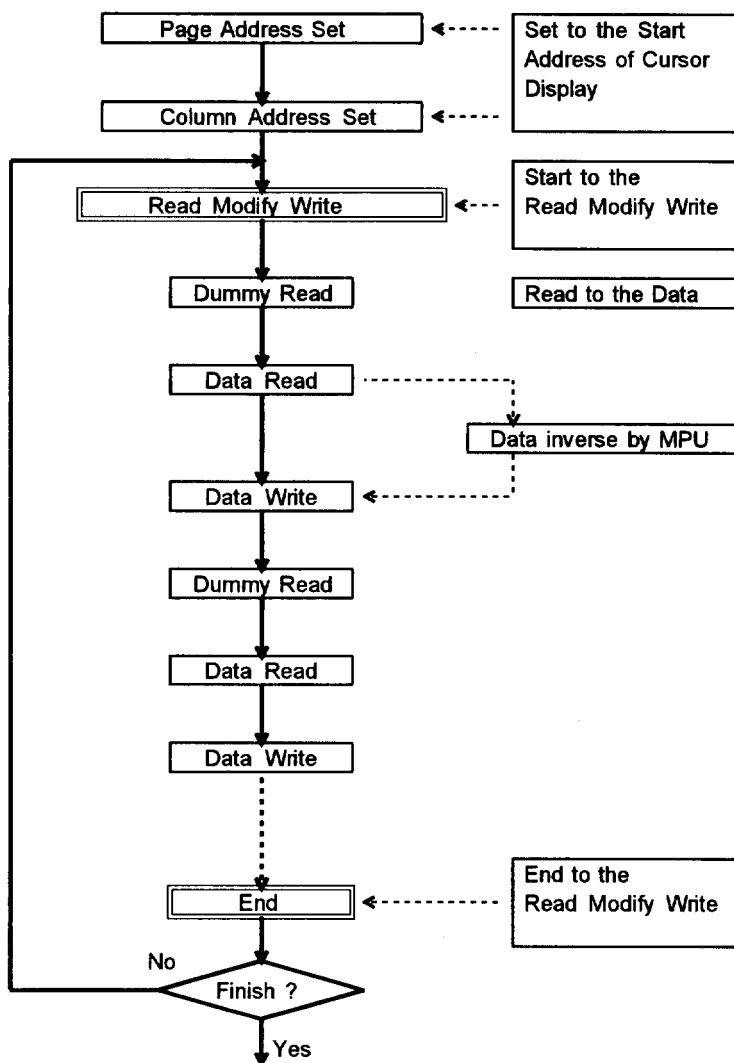 Page Address Set
Set to the Start
Address of Cursor
Display
Column Address Set
Start to the
Read Modify Write
Read Modify Write
Dummy Read
Read to the Data
Data Read
Data inverse by MPU
Data Write
Dummy Read
Data Read
Data Write
End to the
Read Modify Write
End
No
Finish ?
Yes